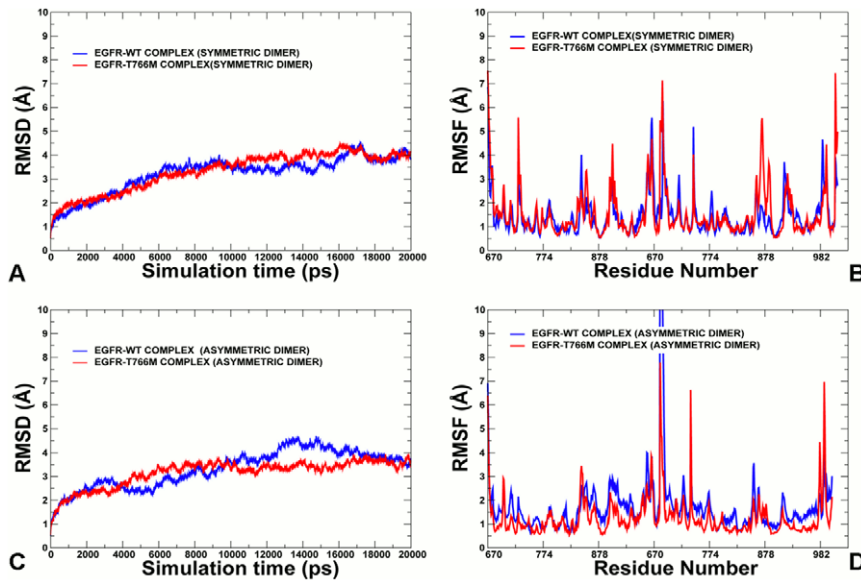 EGFR-WT COMPLEX (SYMMETRIC DIMER)
EGFR-T766M COMPLEX(SYMMETRIC DIMER)
RMSD (Å)
10
9
8
7
6
5
4
3
2
1
0
0 2000 4000 6000 8000 10000 12000 14000 16000 18000 20000
Simulation time (ps)
A
EGFR-WT COMPLEX(SYMMETRIC DIMER)
EGFR-T766M COMPLEX (SYMMETRIC DIMER)
RMSF (Å)
10
9
8
7
6
5
4
3
2
1
0
670 774 878 670 774 878 982
Residue Number
B
EGFR-WT COMPLEX (ASYMMETRIC DIMER)
EGFR-T766M COMPLEX (ASYMMETRIC DIMER)
RMSD (Å)
10
9
8
7
6
5
4
3
2
1
0
0 2000 4000 6000 8000 10000 12000 14000 16000 18000 20000
Simulation time (ps)
C
EGFR-WT COMPLEX (ASYMMETRIC DIMER)
EGFR-T766M COMPLEX (ASYMMETRIC DIMER)
RMSF (Å)
10
9
8
7
6
5
4
3
2
1
0
670 774 878 670 774 878 982
Residue Number
D